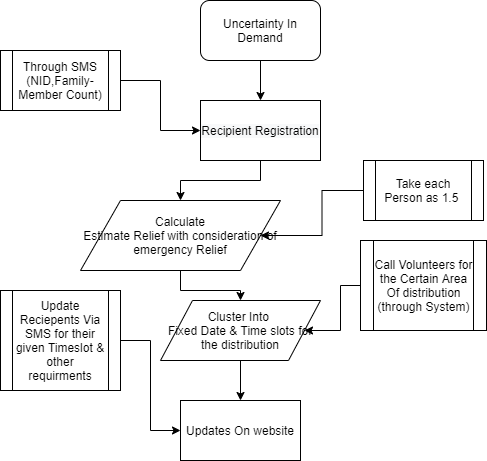 Uncertainty In
Demand
Through SMS
(NID,Family-
Member Count)
Recipient Registration
Take each
Person as 1.5
Calculate
Estimate Relief with consideration of
emergency Relief
Call Volunteers for
the Certain Area
Of distribution
(through System)
Cluster Into
Fixed Date & Time slots for
the distribution
Update
Reciepents Via
SMS for their
given Timeslot &
other
requirments
Updates On website